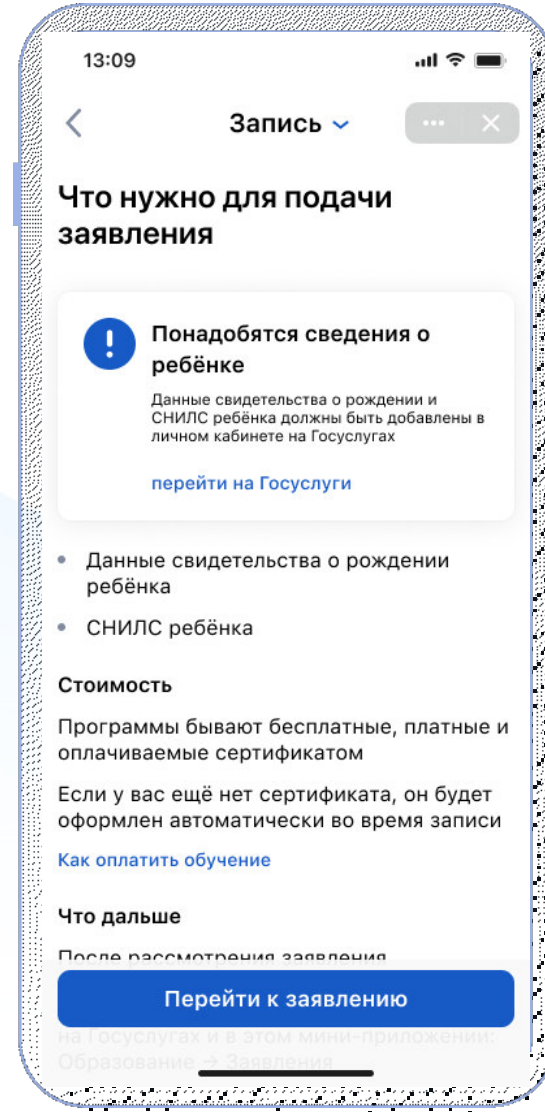 13:09
Запись
Что нужно для подачи
заявления
Понадобятся сведения о
ребёнке
Данные свидетельства о рождении и
СНИЛС ребёнка должны быть добавлены в
личном кабинете на Госуслугах
перейти на Госуслуги
Данные свидетельства о рождении
ребёнка
СНИЛС ребёнка
Стоимость
Программы бывают бесплатные, платные и
оплачиваемые сертификатом
Если у вас ещё нет сертификата, он будет
оформлен автоматически во время записи
Как оплатить обучение
Что дальше
После рассмотрения заявления
Перейти к заявлению
на Госуслугах и в этом мини-приложении:
Образование → Заявления